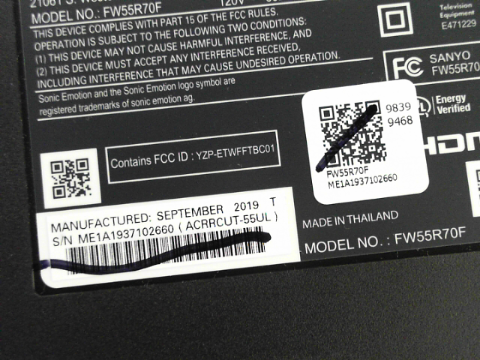 MODEL NO.: FW55R70F 120V
THIS DEVICE COMPLIES WITH PART 15 OF THE FCC RULES.
OPERATION IS SUBJECT TO THE FOLLOWING TWO CONDITIONS:
(1) THIS DEVICE MAY NOT CAUSE HARMFUL INTERFERENCE, AND
(2) THIS DEVICE MUST ACCEPT ANY INTERFERENCE RECEIVED,
INCLUDING INTERFERENCE THAT MAY CAUSE UNDESIRED OPERATION.
Sonic Emotion and the Sonic Emotion logo symbol are
registered trademarks of sonic emotion ag.
Television
Equipment
E471229
FC SANYO
FW55R70
Energy
Verified
HDMI
9839
9468
FW55R70F
ME1A1937102660
Contains FCC ID : YZP-ETWFFTBC01
MANUFACTURED: SEPTEMBER 2019 T
S/N ME1A1937102660 ( ACRRCUT-55UL )
MADE IN THAILAND
MODEL NO. : FW55R70F